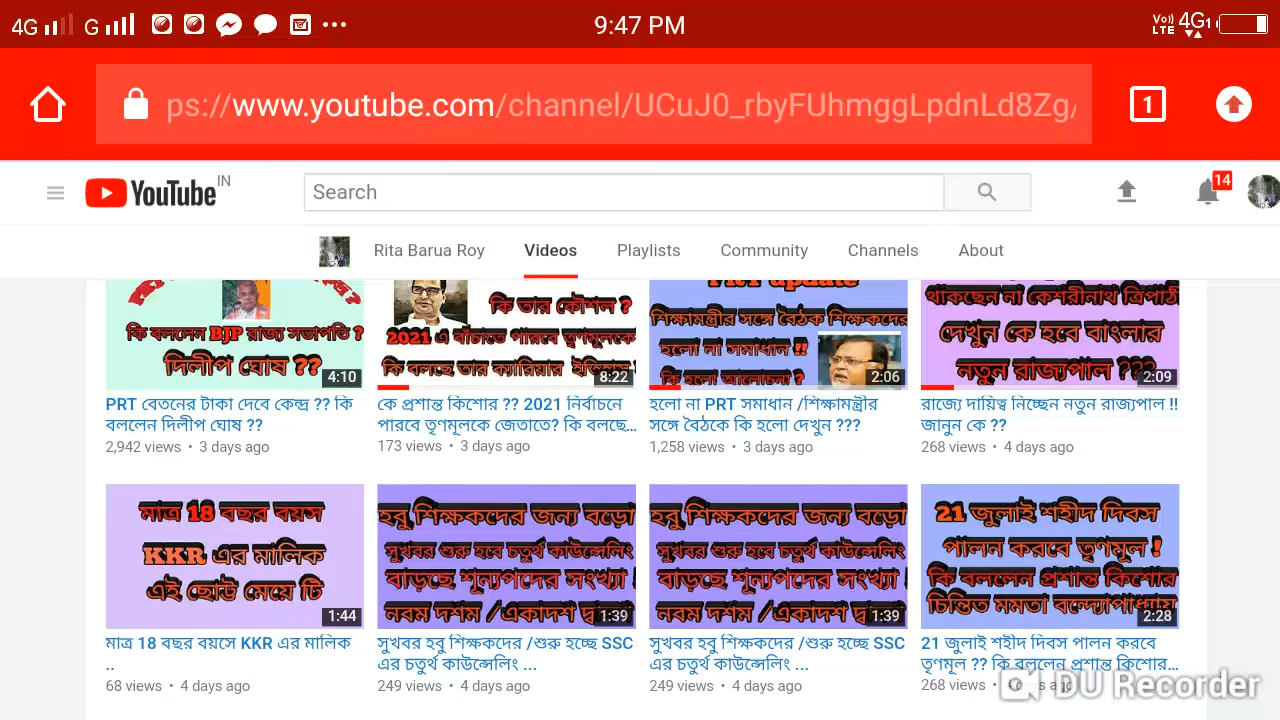 4G G 9:47 PM Vo)) LTE 4G1
ps://www.youtube.com/channel/UCuJ0_rbyFUhmggLpdnLd8Zg/ 1
YouTube IN Search 14
Rita Barua Roy Videos Playlists Community Channels About
কি বললেন BJP রাজ্য সভাপতি ?
দিলীপ ঘোষ ??
4:10
কি তার কৌশল ?
2021 এ বাঁচাতে পারবে তৃণমূলকে
কি বলছে তার ক্যারিয়ার ইতিহাস
8:22
PRT update
শিক্ষামন্ত্রীর সঙ্গে বৈঠক শিক্ষকদের
হলো না সমাধান !!
কি হলো আলোচনা ?
2:06
থাকছেন না কেশরীনাথ ত্রিপাঠী
দেখুন কে হবে বাংলার
নতুন রাজ্যপাল ???
2:09
PRT বেতনের টাকা দেবে কেন্দ্র ?? কি
বললেন দিলীপ ঘোষ ??
2,942 views • 3 days ago
কে প্রশান্ত কিশোর ?? 2021 নির্বাচনে
পারবে তৃণমূলকে জেতাতে? কি বলছে...
173 views • 3 days ago
হলো না PRT সমাধান /শিক্ষামন্ত্রীর
সঙ্গে বৈঠকে কি হলো দেখুন ???
1,258 views • 3 days ago
রাজ্যে দায়িত্ব নিচ্ছেন নতুন রাজ্যপাল !!
জানুন কে ??
268 views • 4 days ago
মাত্র 18 বছর বয়স
KKR এর মালিক
এই ছোট্ট মেয়ে টি
1:44
হবু শিক্ষকদের জন্য বড়ো
সুখবর শুরু হবে চতুর্থ কাউন্সেলিং
বাড়ছে শূন্যপদের সংখ্যা !
নবম দশম /একাদশ দ্বা
1:39
হবু শিক্ষকদের জন্য বড়ো
সুখবর শুরু হবে চতুর্থ কাউন্সেলিং
বাড়ছে শূন্যপদের সংখ্যা !
নবম দশম /একাদশ দ্বা
1:39
21 জুলাই শহীদ দিবস
পালন করবে তৃণমূল !
কি বললেন প্রশান্ত কিশোর
চিন্তিত মমতা বন্দ্যোপাধ্যায়
2:28
মাত্র 18 বছর বয়সে KKR এর মালিক
..
68 views • 4 days ago
সুখবর হবু শিক্ষকদের /শুরু হচ্ছে SSC
এর চতুর্থ কাউন্সেলিং ...
249 views • 4 days ago
সুখবর হবু শিক্ষকদের /শুরু হচ্ছে SSC
এর চতুর্থ কাউন্সেলিং ...
249 views • 4 days ago
21 জুলাই শহীদ দিবস পালন করবে
তৃণমূল ?? কি বললেন প্রশান্ত কিশোর...
268 views • 4 days ago
DU Recorder